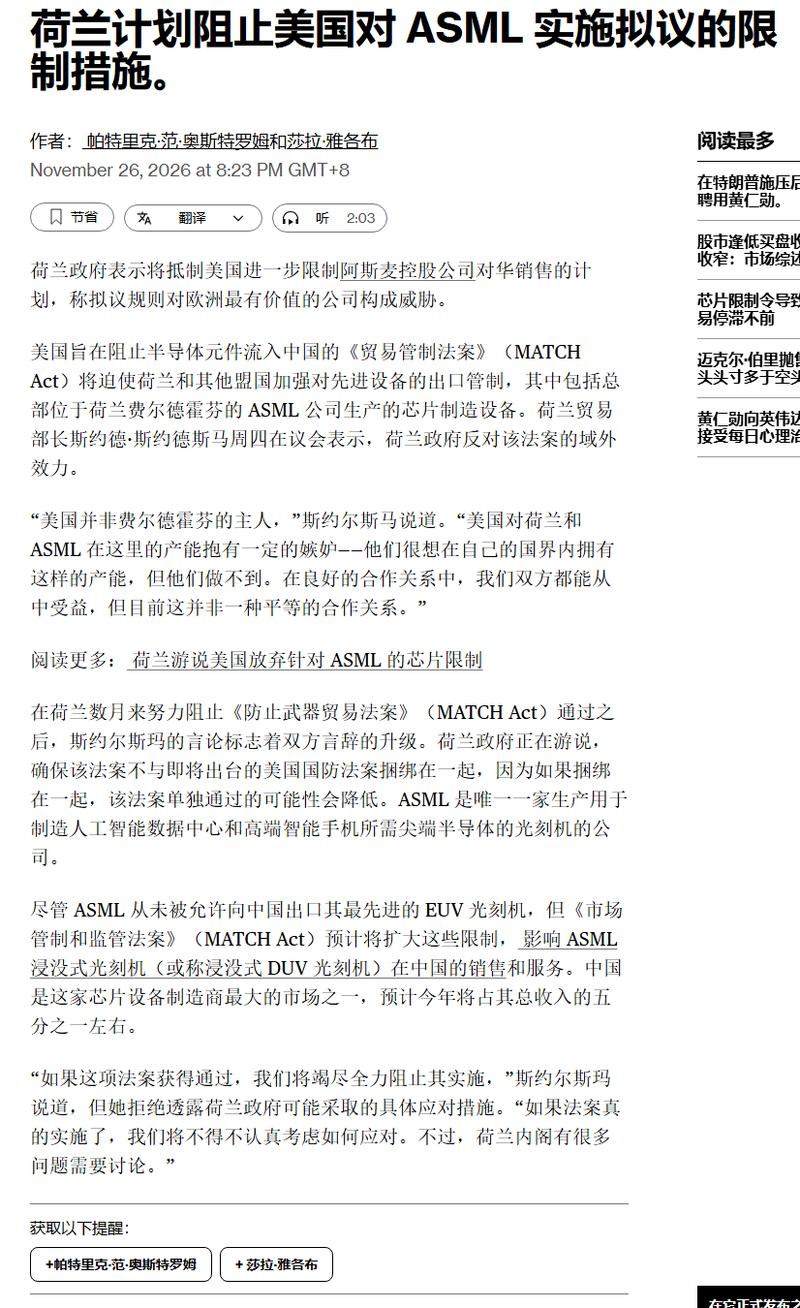 荷兰计划阻止美国对 ASML 实施拟议的限
制措施。
作者： 帕特里克·范·奥斯特罗姆和莎拉·雅各布
November 26, 2026 at 8:23 PM GMT+8
节省
翻译
听 2:03
荷兰政府表示将抵制美国进一步限制阿斯麦控股公司对华销售的计
划，称拟议规则对欧洲最有价值的公司构成威胁。
美国旨在阻止半导体元件流入中国的《贸易管制法案》（MATCH
Act）将迫使荷兰和其他盟国加强对先进设备的出口管制，其中包括总
部位于荷兰费尔德霍芬的 ASML 公司生产的芯片制造设备。荷兰贸易
部长斯约德·斯约德斯马周四在议会表示，荷兰政府反对该法案的域外
效力。
“美国并非费尔德霍芬的主人，”斯约尔斯马说道。“美国对荷兰和
ASML 在这里的产能抱有一定的嫉妒——他们很想在自己的国界内拥有
这样的产能，但他们做不到。在良好的合作关系中，我们双方都能从
中受益，但目前这并非一种平等的合作关系。”
阅读更多： 荷兰游说美国放弃针对 ASML 的芯片限制
在荷兰数月来努力阻止《防止武器贸易法案》（MATCH Act）通过之
后，斯约尔斯玛的言论标志着双方言辞的升级。荷兰政府正在游说，
确保该法案不与即将出台的美国国防法案捆绑在一起，因为如果捆绑
在一起，该法案单独通过的可能性会降低。ASML 是唯一一家生产用于
制造人工智能数据中心和高端智能手机所需尖端半导体的光刻机的公
司。
尽管 ASML 从未被允许向中国出口其最先进的 EUV 光刻机，但《市场
管制和监管法案》（MATCH Act）预计将扩大这些限制， 影响 ASML
浸没式光刻机（或称浸没式 DUV 光刻机）在中国的销售和服务。中国
是这家芯片设备制造商最大的市场之一，预计今年将占其总收入的五
分之一左右。
“如果这项法案获得通过，我们将竭尽全力阻止其实施，”斯约尔斯玛
说道，但她拒绝透露荷兰政府可能采取的具体应对措施。“如果法案真
的实施了，我们将不得不认真考虑如何应对。不过，荷兰内阁有很多
问题需要讨论。”
获取以下提醒：
+帕特里克·范·奥斯特罗姆
+ 莎拉·雅各布
阅读最多
在特朗普施压后
聘用黄仁勋。
股市逢低买盘收
收窄：市场综述
芯片限制令导致
易停滞不前
迈克尔·伯里抛售
头头寸多于空头
黄仁勋向英伟达
接受每日心理治
在它正式发布之